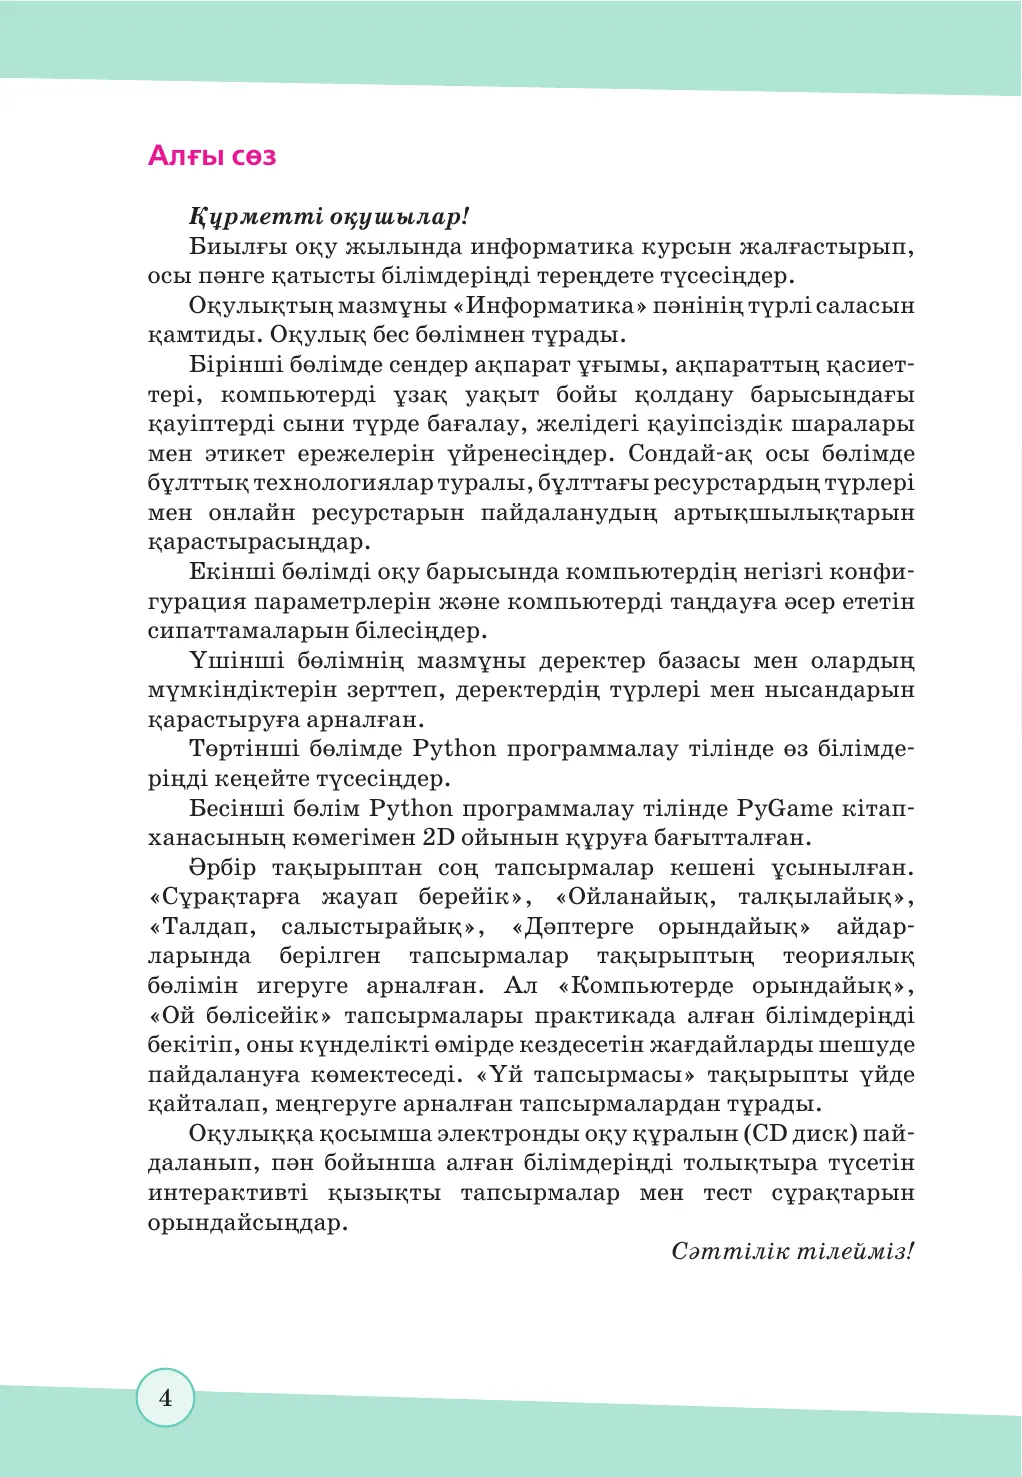 Алғы сөз
Құрметті оқушылар!
Биылғы оқу жылында информатика курсын жалғастырып,
осы пәнге қатысты білімдеріңді тереңдете түсесіңдер.
Оқулықтың мазмұны «Информатика» пәнінің түрлі саласын
қамтиды. Оқулық бес бөлімнен тұрады.
Бірінші бөлімде сендер ақпарат ұғымы, ақпараттың қасиет-
тері, компьютерді ұзақ уақыт бойы қолдану барысындағы
қауіптерді сыни түрде бағалау, желідегі қауіпсіздік шаралары
мен этикет ережелерін үйренесіңдер. Сондай-ақ осы бөлімде
бұлттық технологиялар туралы, бұлттағы ресурстардың түрлері
мен онлайн ресурстарын пайдаланудың артықшылықтарын
қарастырасыңдар.
Екінші бөлімді оқу барысында компьютердің негізгі конфи-
гурация параметрлерін және компьютерді таңдауға әсер ететін
сипаттамаларын білесіңдер.
Үшінші бөлімнің мазмұны деректер базасы мен олардың
мүмкіндіктерін зерттеп, деректердің түрлері мен нысандарын
қарастыруға арналған.
Төртінші бөлімде Python программалау тілінде өз білімде-
ріңді кеңейте түсесіңдер.
Бесінші бөлім Python программалау тілінде PyGame кітап-
ханасының көмегімен 2D ойынын құруға бағытталған.
Әрбір тақырыптан соң тапсырмалар кешені ұсынылған.
«Сұрақтарға жауап берейік», «Ойланайық, талқылайық»,
«Талдап, салыстырайық», «Дәптерге орындайық» айдар-
ларында берілген тапсырмалар тақырыптың теориялық
бөлімін игеруге арналған. Ал «Компьютерде орындайық»,
«Ой бөлісейік» тапсырмалары практикада алған білімдеріңді
бекітіп, оны күнделікті өмірде кездесетін жағдайларды шешуде
пайдалануға көмектеседі. «Үй тапсырмасы» тақырыпты үйде
қайталап, меңгеруге арналған тапсырмалардан тұрады.
Оқулыққа қосымша электронды оқу құралын (CD диск) пай-
даланып, пән бойынша алған білімдеріңді толықтыра түсетін
интерактивті қызықты тапсырмалар мен тест сұрақтарын
орындайсыңдар.
Сәттілік тілейміз!
4